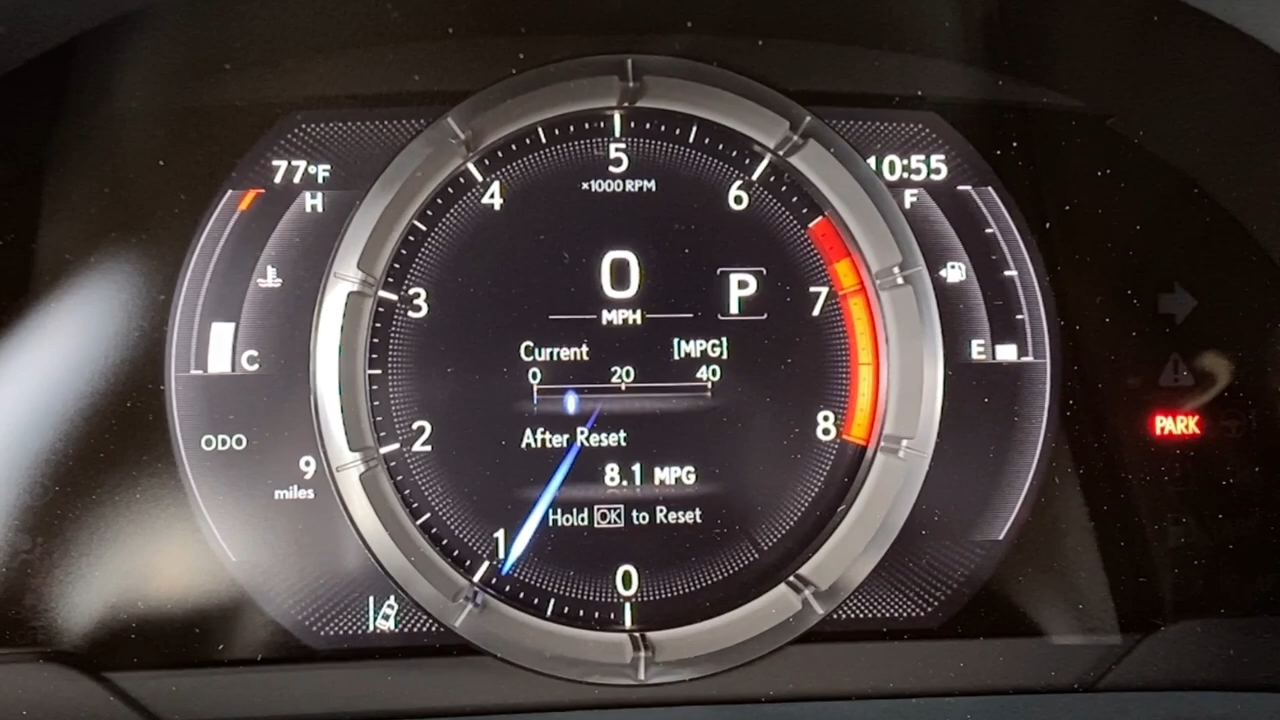 77°F
10:55
H
F
5
×1000 RPM
4
6
0
MPH
P
3
7
Current [MPG]
0 20 40
C
E
ODO
9
miles
2
8
After Reset
8.1 MPG
Hold OK to Reset
1
0
PARK